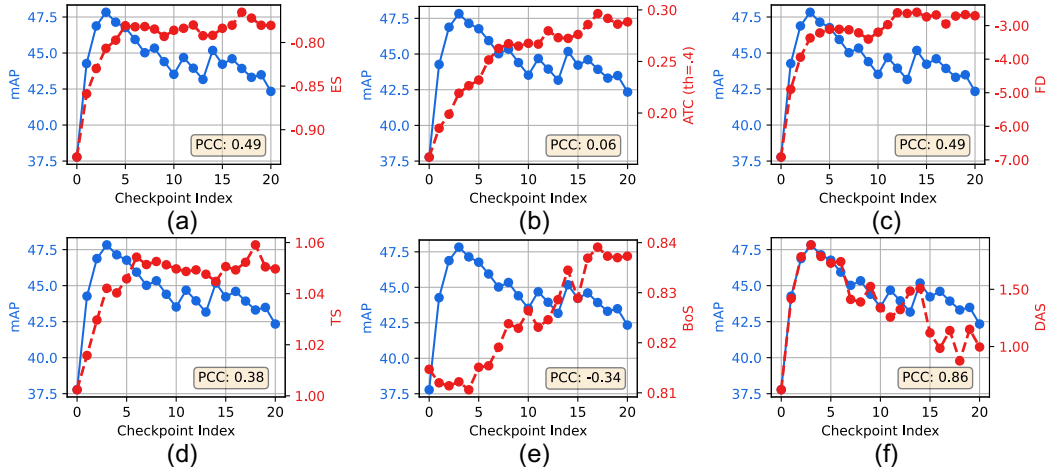 47.5
45.0
42.5
40.0
37.5
mAP
-0.80
-0.85
-0.90
ES
PCC: 0.49
0 5 10 15 20
Checkpoint Index
(a)
47.5
45.0
42.5
40.0
37.5
mAP
0.30
0.25
0.20
ATC (th=.4)
PCC: 0.06
0 5 10 15 20
Checkpoint Index
(b)
47.5
45.0
42.5
40.0
37.5
mAP
-3.00
-4.00
-5.00
-6.00
-7.00
FD
PCC: 0.49
0 5 10 15 20
Checkpoint Index
(c)
47.5
45.0
42.5
40.0
37.5
mAP
1.06
1.04
1.02
1.00
TS
PCC: 0.38
0 5 10 15 20
Checkpoint Index
(d)
47.5
45.0
42.5
40.0
37.5
mAP
0.84
0.83
0.82
0.81
BoS
PCC: -0.34
0 5 10 15 20
Checkpoint Index
(e)
47.5
45.0
42.5
40.0
37.5
mAP
1.50
1.00
DAS
PCC: 0.86
0 5 10 15 20
Checkpoint Index
(f)